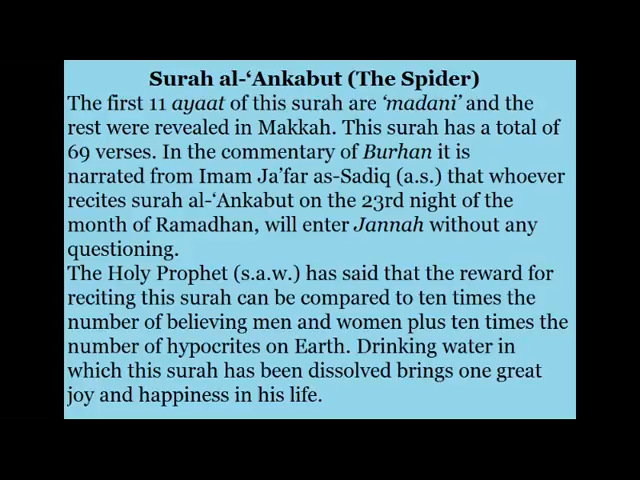 Surah al-‘Ankabut (The Spider)
The first 11 ayaat of this surah are ‘madani’ and the
rest were revealed in Makkah. This surah has a total of
69 verses. In the commentary of Burhan it is
narrated from Imam Ja’far as-Sadiq (a.s.) that whoever
recites surah al-‘Ankabut on the 23rd night of the
month of Ramadhan, will enter Jannah without any
questioning.
The Holy Prophet (s.a.w.) has said that the reward for
reciting this surah can be compared to ten times the
number of believing men and women plus ten times the
number of hypocrites on Earth. Drinking water in
which this surah has been dissolved brings one great
joy and happiness in his life.